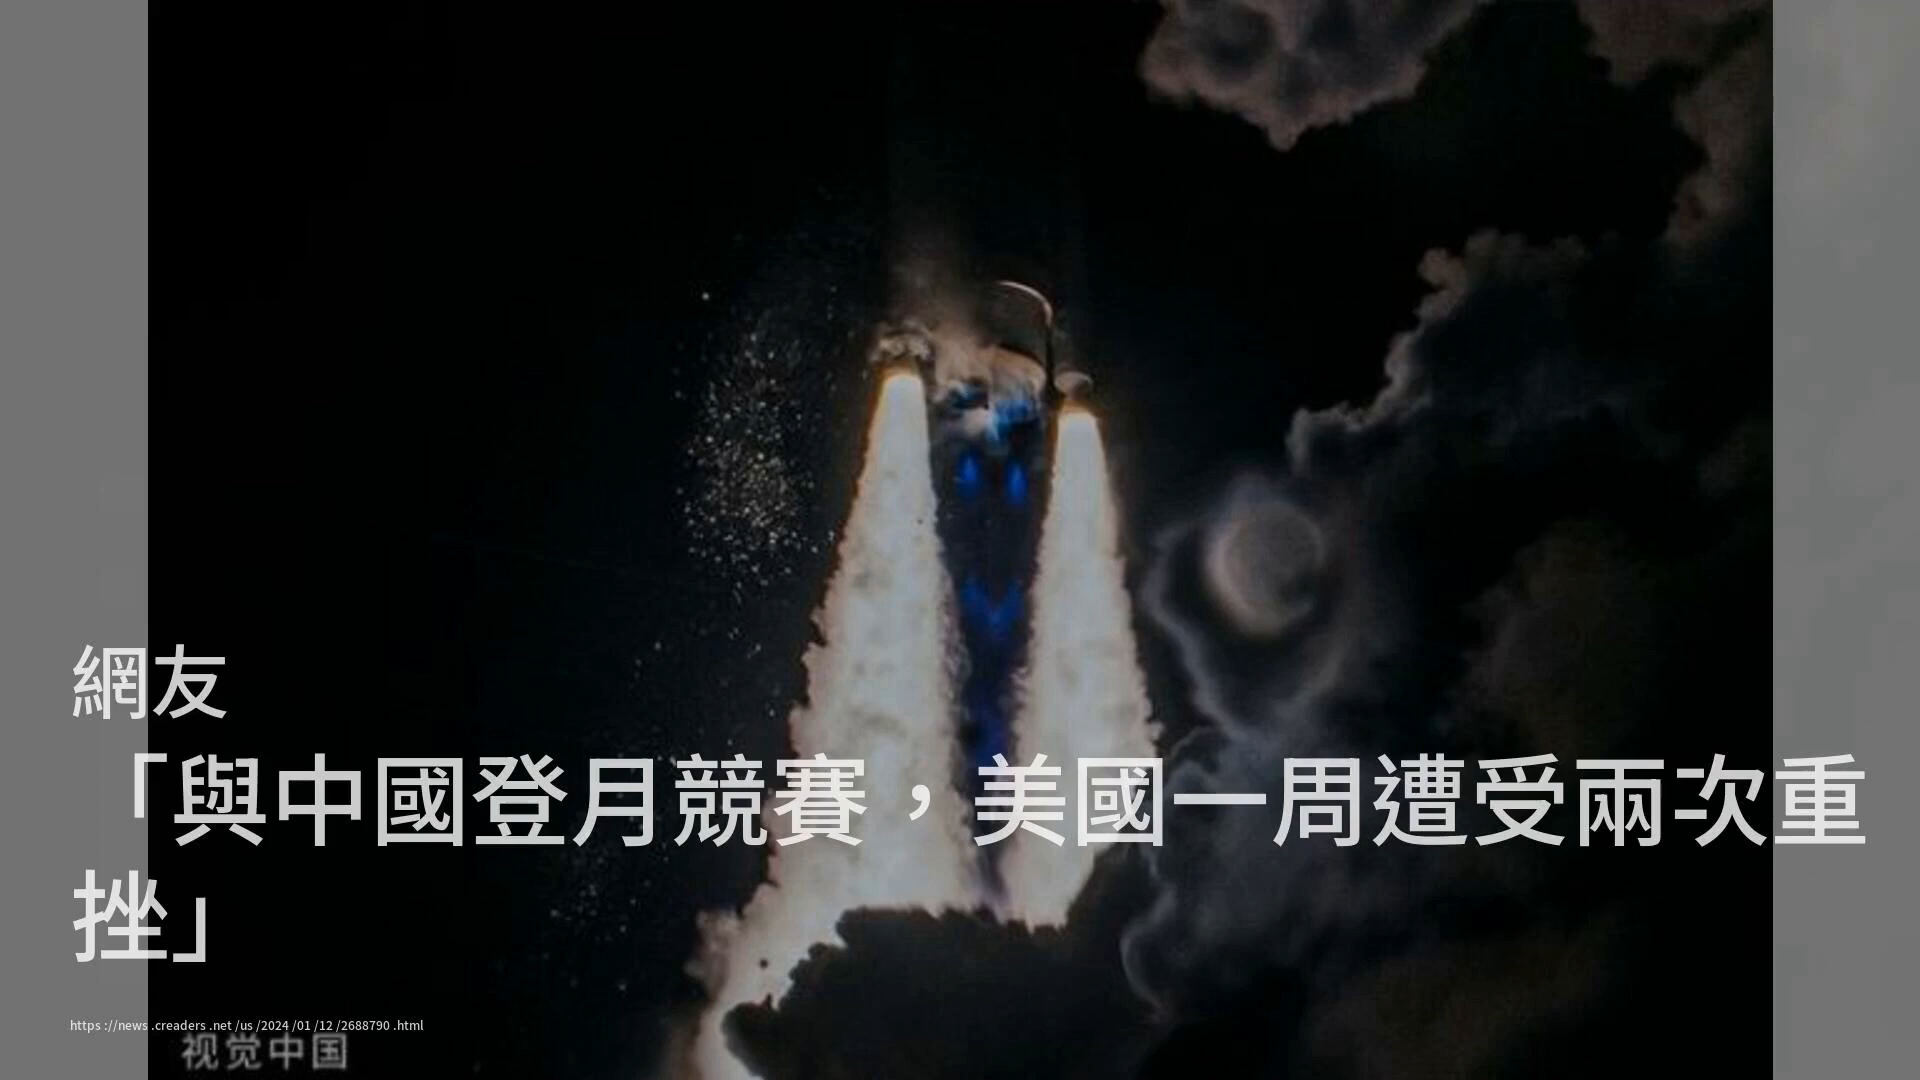 網友
「與中國登月競賽，美國一周遭受兩次重
挫」
https ://news .creaders .net /us /2024 /01 /12 /2688790 .html
视觉中国